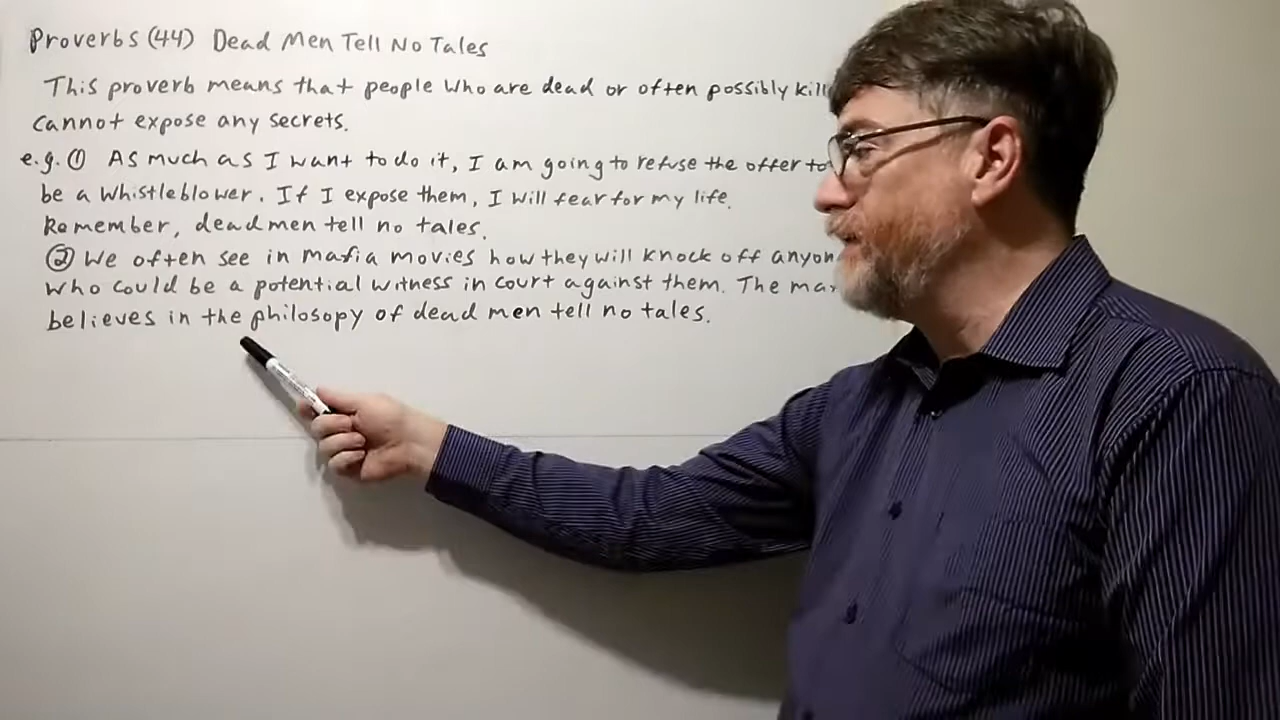 Proverbs (44) Dead Men Tell No Tales
This proverb means that people who are dead or often possibly
cannot expose any secrets.
e.g. ① As much as I want to do it, I am going to refuse the offer to
be a whistleblower. If I expose them, I will fear for my life.
Remember, dead men tell no tales.
② We often see in mafia movies how they will knock off
who could be a potential witness in court against them. The
believes in the philosopy of dead men tell no tales.